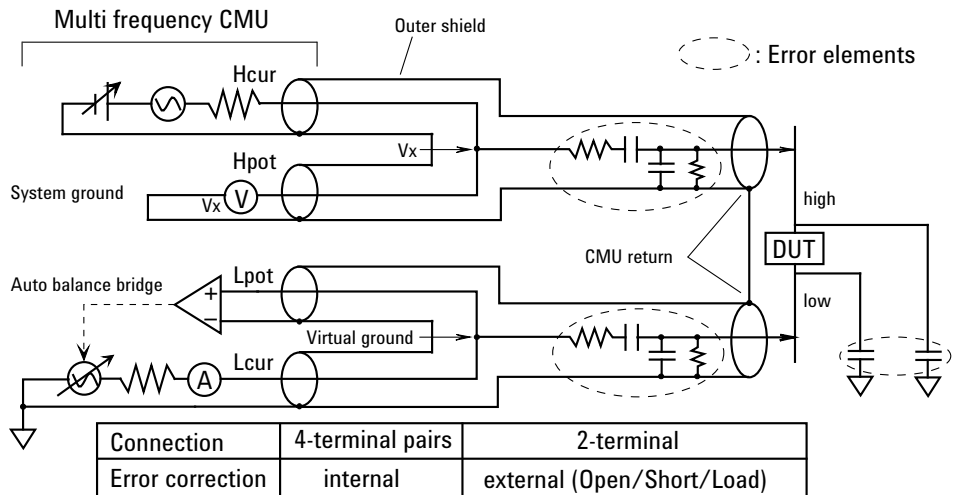 Multi frequency CMU
Outer shield
: Error elements
Hcur
Vx
Hpot
System ground
Vx V
high
DUT
CMU return
Lpot
Auto balance bridge
+
low
−
Virtual ground
Lcur
A
Connection 4-terminal pairs 2-terminal
Error correction internal external (Open/Short/Load)